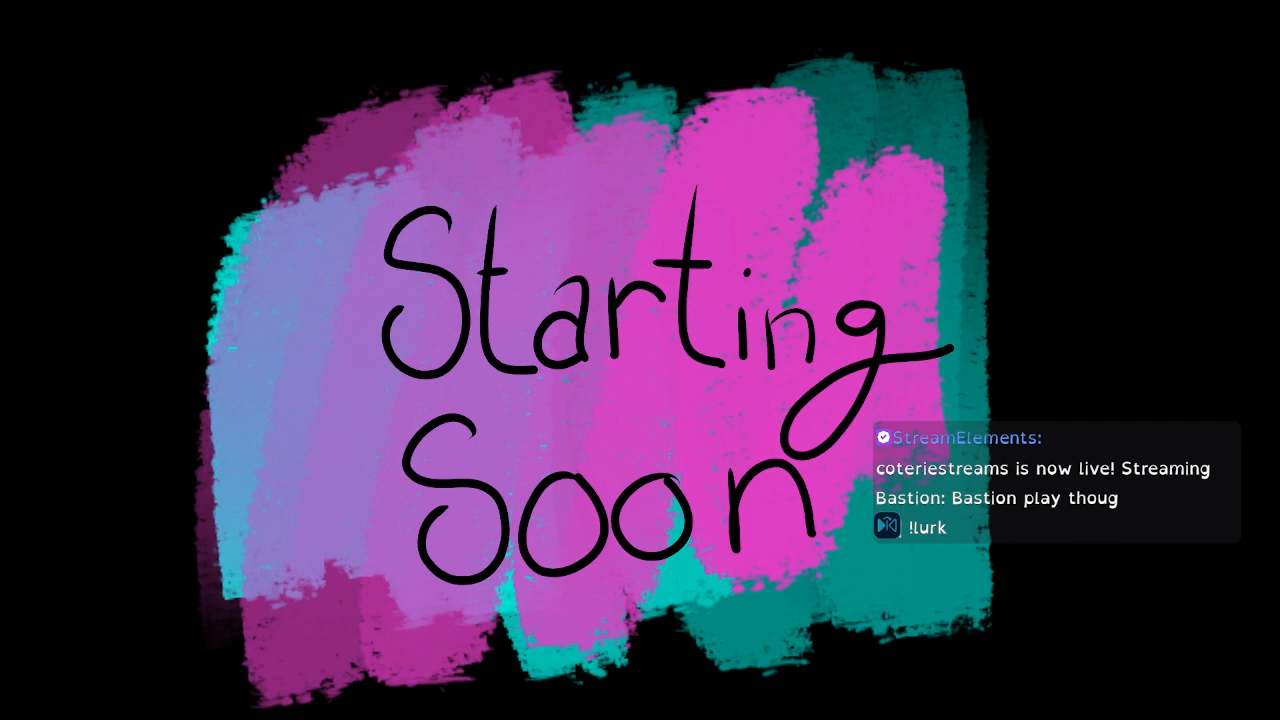 Starting
Soon
StreamElements:
coteriestreams is now live! Streaming
Bastion: Bastion play thoug
!lurk